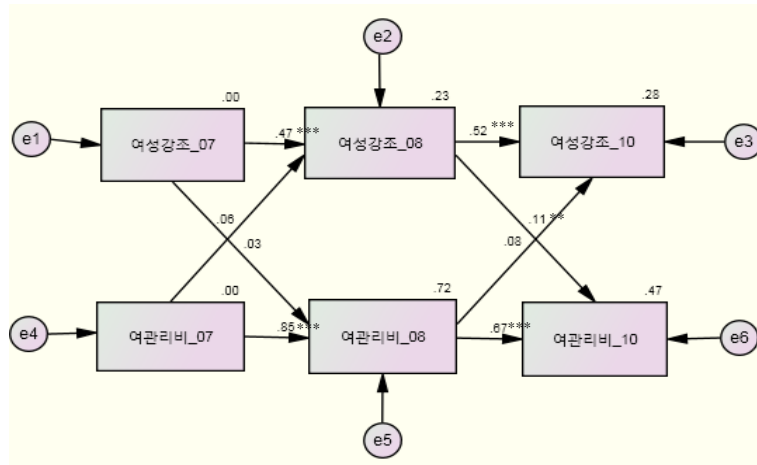 e2
.00
.23
.28
e1
여성강조_07
.47 ***
여성강조_08
.52 ***
여성강조_10
e3
.06
.03
.11 **
.08
.00
.72
.47
e4
여관리비_07
.85 ***
여관리비_08
.67 ***
여관리비_10
e6
e5